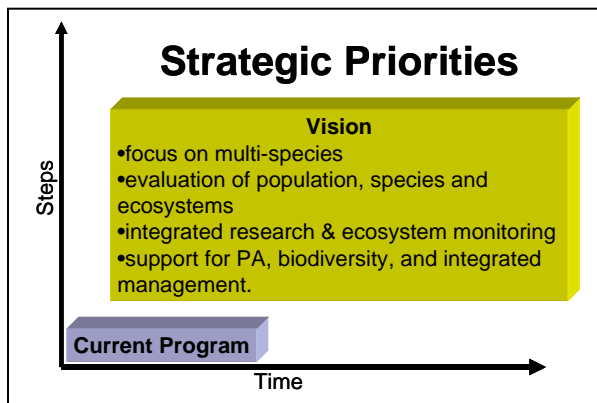 Strategic Priorities
Vision
•focus on multi-species
•evaluation of population, species and
ecosystems
•integrated research & ecosystem monitoring
•support for PA, biodiversity, and integrated
management.
Steps
Current Program
Time